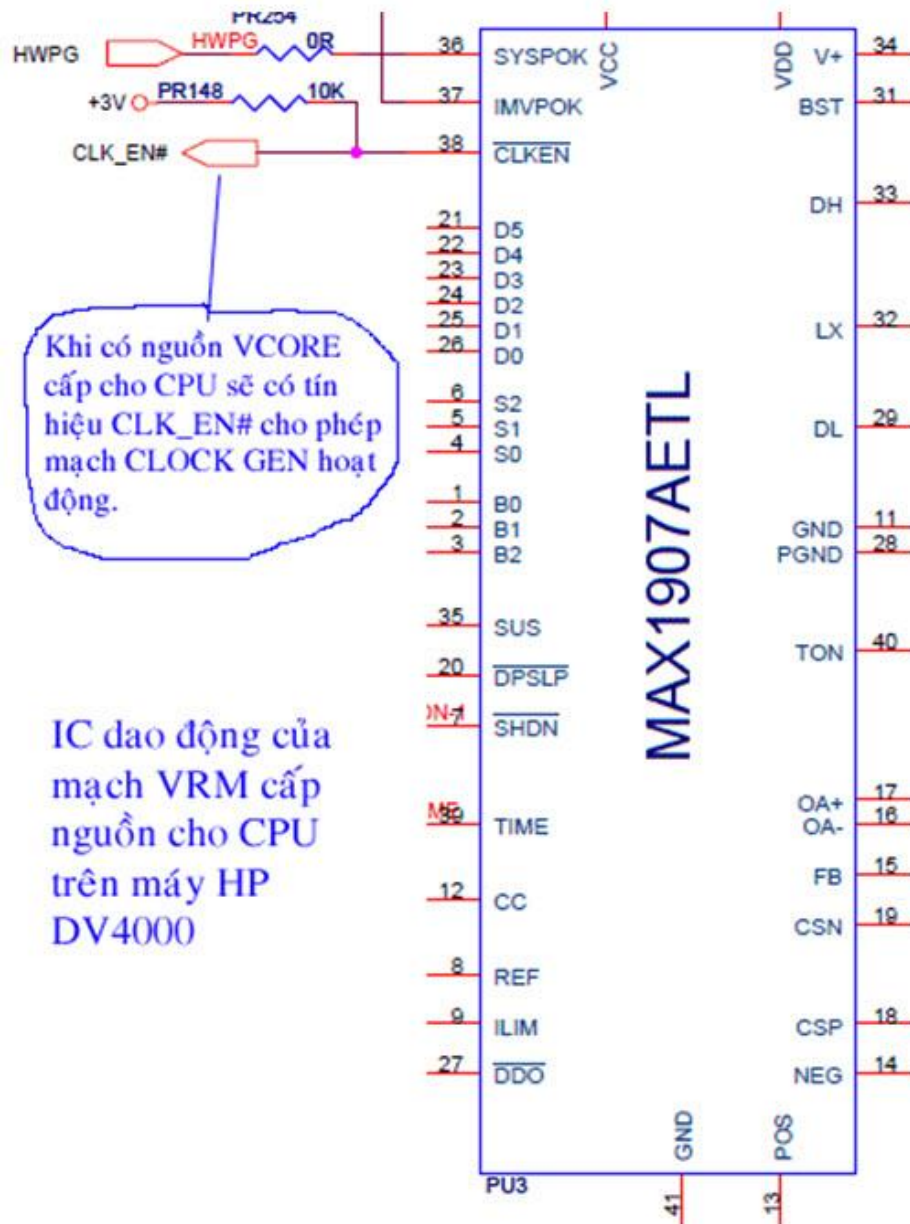 PR254
HWPG
HWPG
0R
36
SYSPOK
+3V
PR148
10K
37
IMVPOK
CLK_EN#
38
CLKEN
21
D5
22
D4
23
D3
24
D2
25
D1
26
D0
6
S2
5
S1
4
S0
1
B0
2
B1
3
B2
35
SUS
20
DPSLP
7
SHDN
39
TIME
12
CC
8
REF
9
ILIM
27
DDO
VCC
VDD
V+
34
BST
31
DH
33
LX
32
DL
29
GND
11
PGND
28
TON
40
OA+
17
OA-
16
FB
15
CSN
19
CSP
18
NEG
14
GND
41
POS
13
PU3
MAX1907AETL
Khi có nguồn VCORE
cấp cho CPU sẽ có tín
hiệu CLK_EN# cho phép
mạch CLOCK GEN hoạt
động.
IC dao động của
mạch VRM cấp
nguồn cho CPU
trên máy HP
DV4000